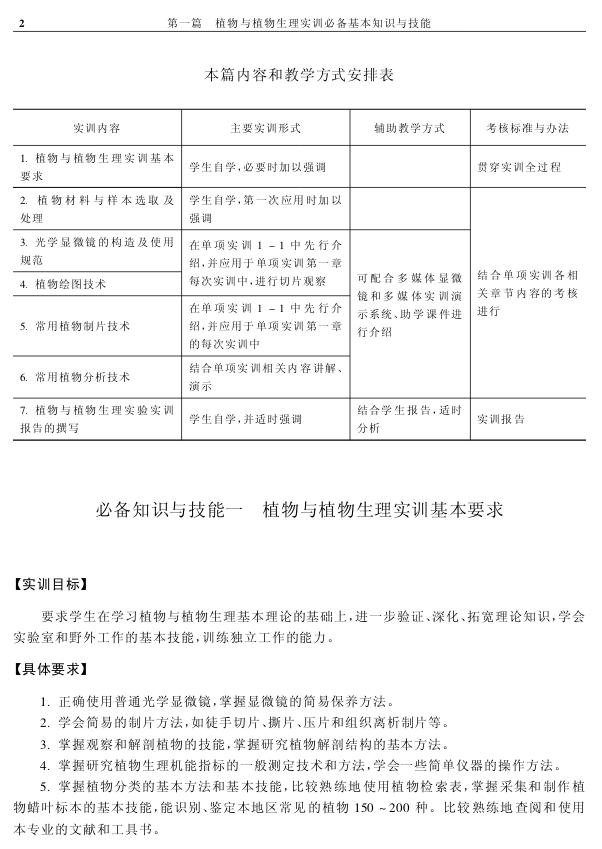 2 第一篇 植物与植物生理实训必备基本知识与技能
本篇内容和教学方式安排表
实训内容 主要实训形式 辅助教学方式 考核标准与办法
1. 植物与植物生理实训基本
要求
学生自学,必要时加以强调
贯穿实训全过程
2. 植物材料与样本选取及
处理
学生自学,第一次应用时加以
强调
3. 光学显微镜的构造及使用
规范
4. 植物绘图技术
在单项实训 1 - 1 中先行介
绍,并应用于单项实训第一章
每次实训中,进行切片观察
5. 常用植物制片技术
在单项实训 1 - 1 中先行介
绍,并应用于单项实训第一章
的每次实训中
6. 常用植物分析技术
结合单项实训相关内容讲解、
演示
可配合多媒体显微
镜和多媒体实训演
示系统、助学课件进
行介绍
结合单项实训各相
关章节内容的考核
进行
7. 植物与植物生理实验实训
报告的撰写
学生自学,并适时强调
结合学生报告,适时
分析
实训报告
必备知识与技能一 植物与植物生理实训基本要求
【实训目标】
要求学生在学习植物与植物生理基本理论的基础上,进一步验证、深化、拓宽理论知识,学会
实验室和野外工作的基本技能,训练独立工作的能力。
【具体要求】
1. 正确使用普通光学显微镜,掌握显微镜的简易保养方法。
2. 学会简易的制片方法,如徒手切片、撕片、压片和组织离析制片等。
3. 掌握观察和解剖植物的技能,掌握研究植物解剖结构的基本方法。
4. 掌握研究植物生理机能指标的一般测定技术和方法,学会一些简单仪器的操作方法。
5. 掌握植物分类的基本方法和基本技能,比较熟练地使用植物检索表,掌握采集和制作植
物蜡叶标本的基本技能,能识别、鉴定本地区常见的植物 150 ~ 200 种。比较熟练地查阅和使用
本专业的文献和工具书。